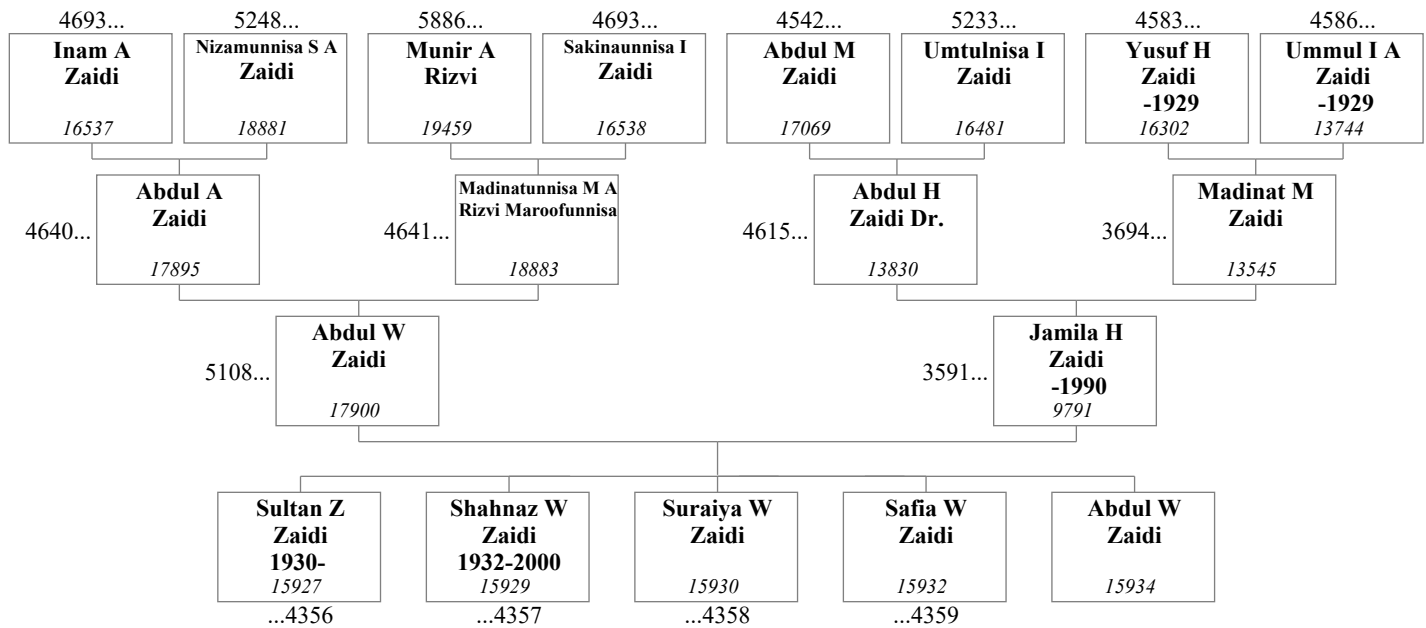 4693... 5248... 5886... 4693... 4542... 5233... 4583... 4586...
Inam A
Zaidi
16537
Nizamunnisa S A
Zaidi
18881
Munir A
Rizvi
19459
Sakinaunnisa I
Zaidi
16538
Abdul M
Zaidi
17069
Umtulnisa I
Zaidi
16481
Yusuf H
Zaidi
-1929
16302
Ummul I A
Zaidi
-1929
13744
4640...
Abdul A
Zaidi
17895
4641...
Madinatunnisa M A
Rizvi Maroofunnisa
18883
4615...
Abdul H
Zaidi Dr.
13830
3694...
Madinat M
Zaidi
13545
5108...
Abdul W
Zaidi
17900
3591...
Jamila H
Zaidi
-1990
9791
Sultan Z
Zaidi
1930-
15927
...4356
Shahnaz W
Zaidi
1932-2000
15929
...4357
Suraiya W
Zaidi
15930
...4358
Safia W
Zaidi
15932
...4359
Abdul W
Zaidi
15934